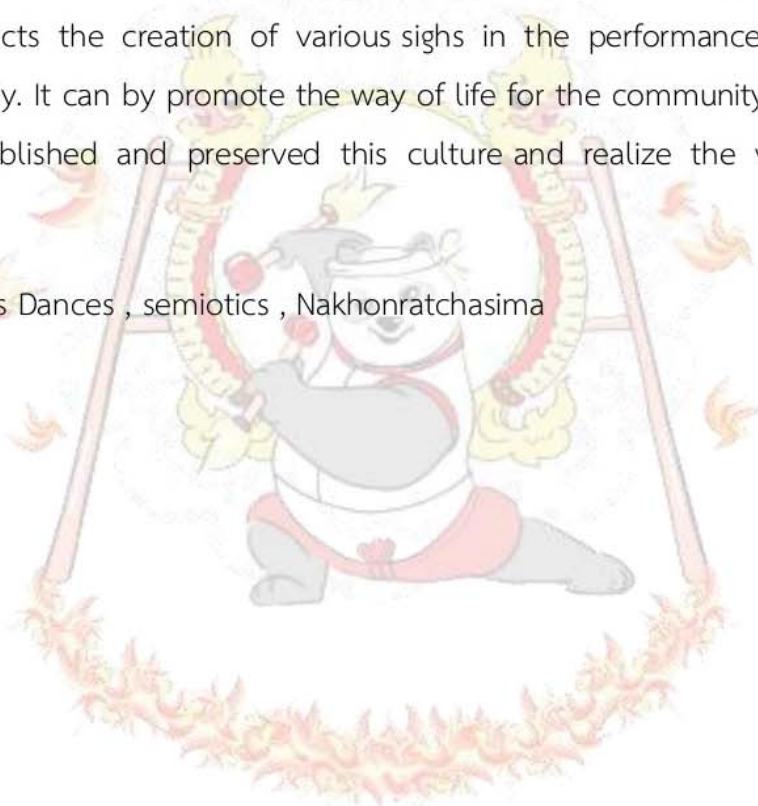 cts the creation of various sighs in the performance
y. It can by promote the way of life for the community
blished and preserved this culture and realize the
s Dances , semiotics , Nakhonratchasima